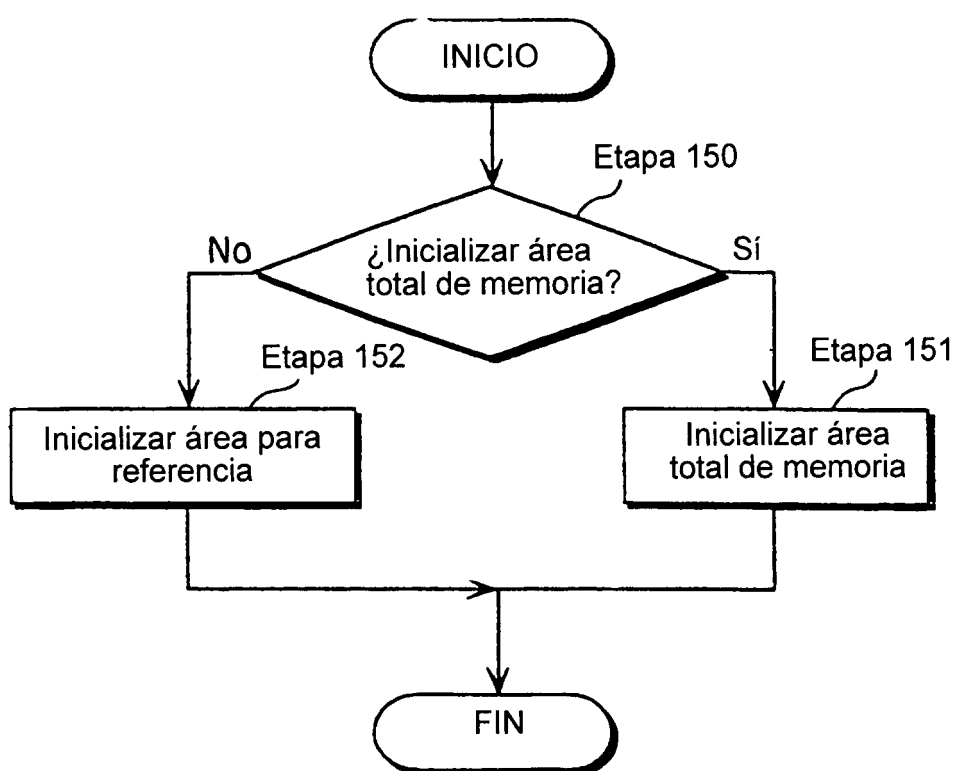 INICIO
Etapa 150
¿Inicializar área
total de memoria?
No
Sí
Etapa 152
Etapa 151
Inicializar área para
referencia
Inicializar área
total de memoria
FIN